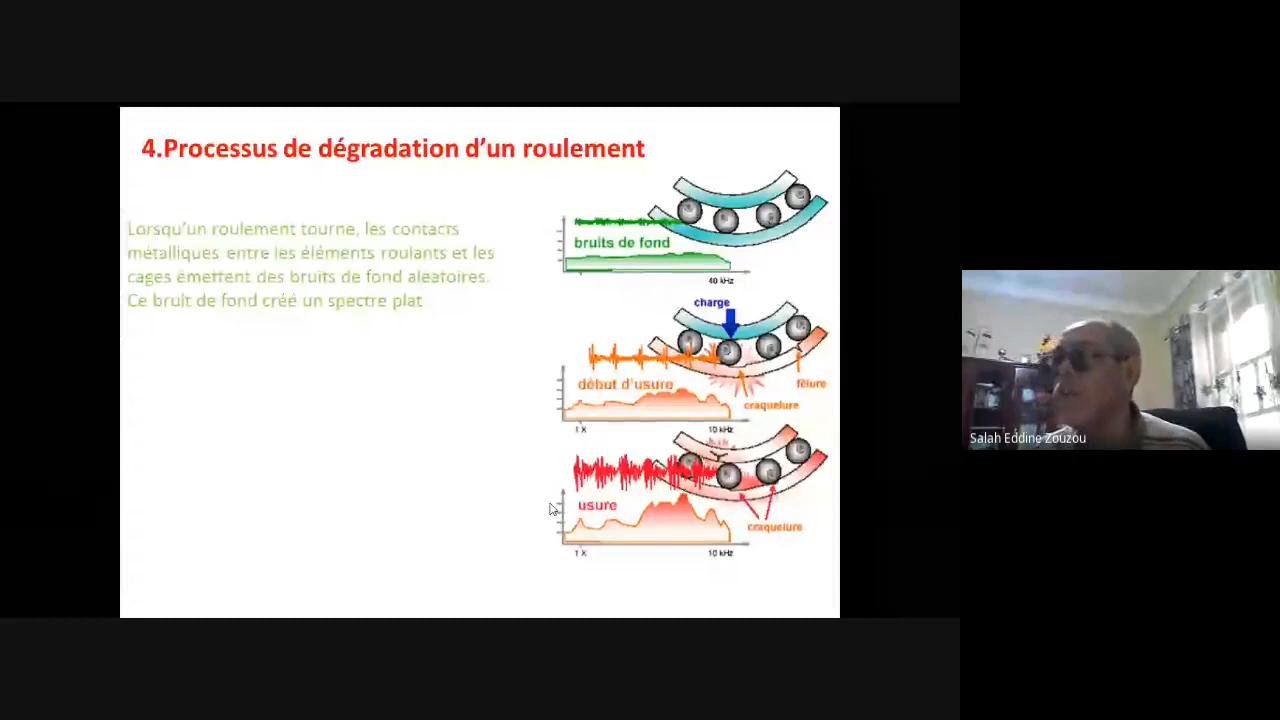 4.Processus de dégradation d'un roulement
Lorsqu'un roulement tourne, les contacts
métalliques entre les éléments roulants et les
cages émettent des bruits de fond aleatoires.
Ce bruit de fond créé un spectre plat
bruits de fond
40 kHz
charge
début d'usure
fêlure
craquelure
1 X
10 kHz
usure
craquelure
1 X
10 kHz
Salah Eddine Zouzou